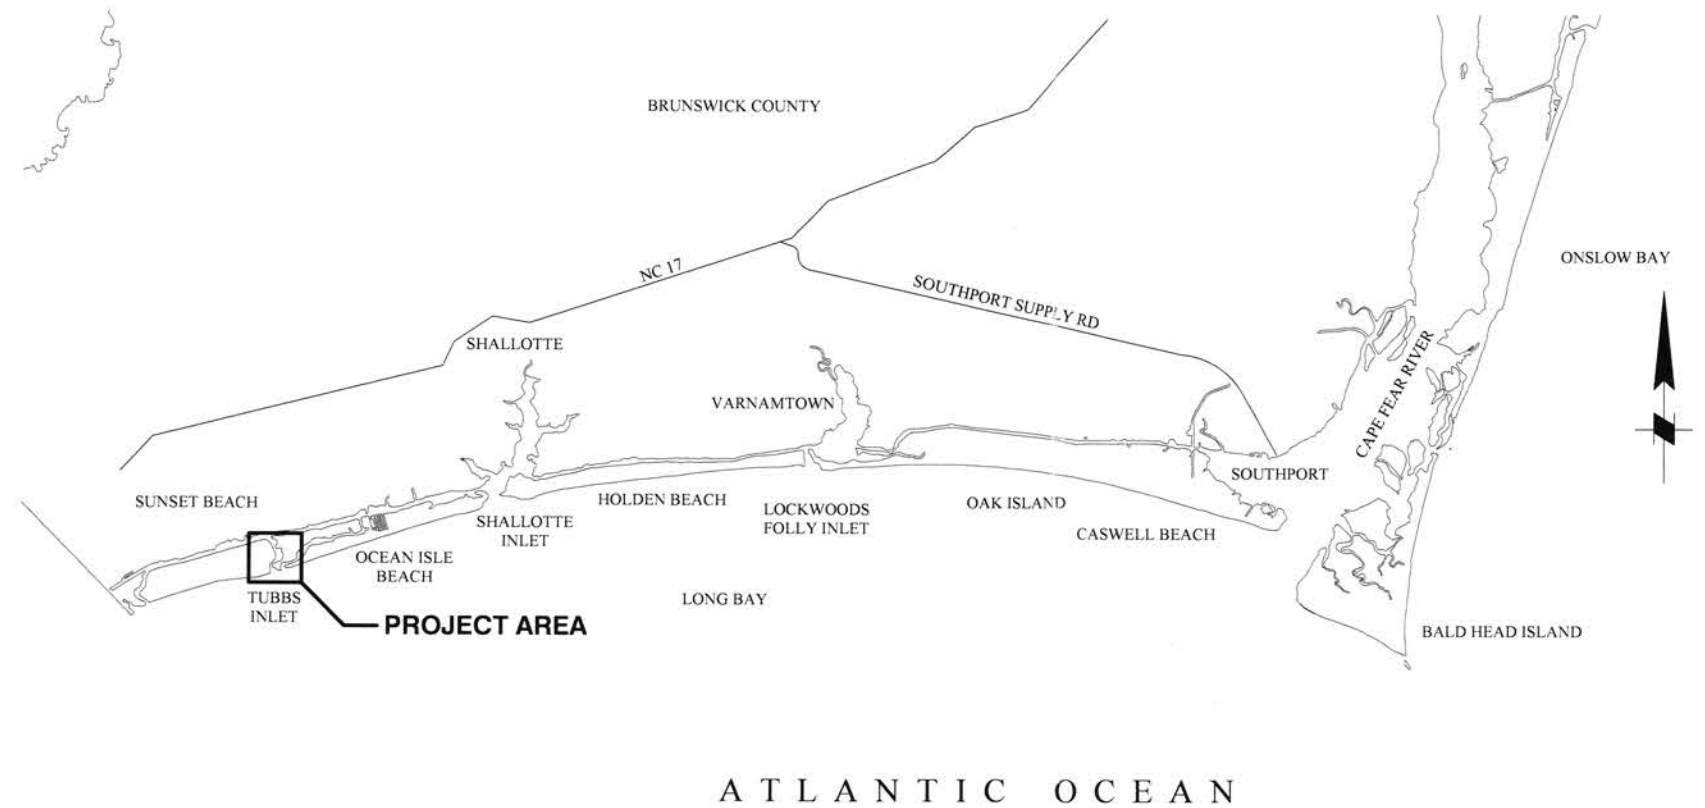 BRUNSWICK COUNTY
ONSLOW BAY
NC 17
SOUTHPORT SUPPLY RD
SHALLOTTE
CAPE FEAR RIVER
VARNAMTOWN
SOUTHPORT
SUNSET BEACH
HOLDEN BEACH
OAK ISLAND
LOCKWOODS
FOLLY INLET
SHALLOTTE
INLET
CASWELL BEACH
OCEAN ISLE
BEACH
TUBBS
INLET
LONG BAY
PROJECT AREA
BALD HEAD ISLAND
ATLANTIC OCEAN